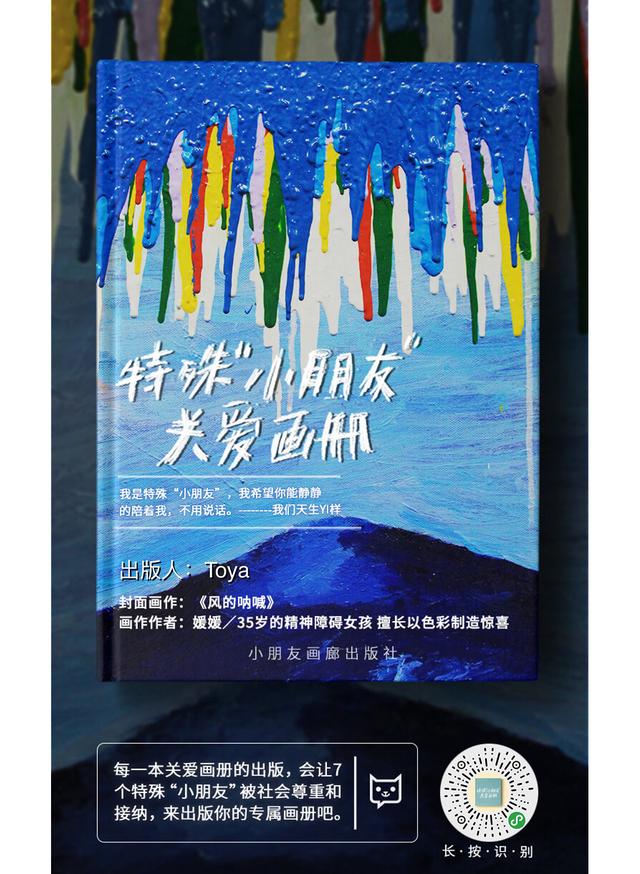 特殊“小朋友”
关爱画册
我是特殊“小朋友”，我希望你能静静
的陪着我，不用说话。--------我们天生YI样
出版人：Toya
封面画作：《风的呐喊》
画作作者：媛媛／35岁的精神障碍女孩 擅长以色彩制造惊喜
小朋友画廊出版社
每一本关爱画册的出版，会让7
个特殊“小朋友”被社会尊重和
接纳，来出版你的专属画册吧。
长·按·识·别